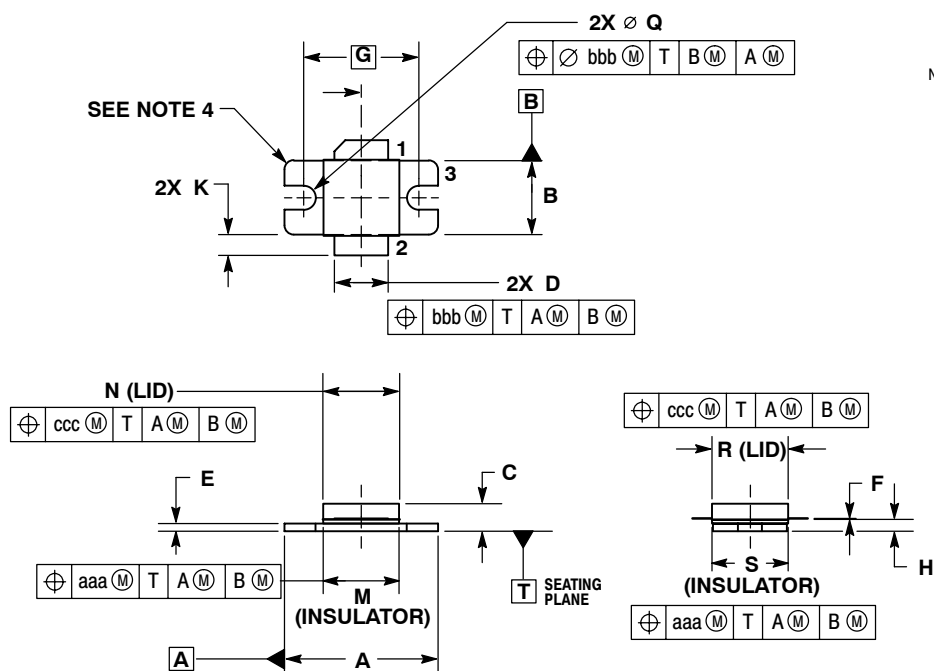 2X ⌀ Q
⌖ ⌀ bbb Ⓜ T B Ⓜ A Ⓜ
G
N
B
SEE NOTE 4
1
3
2X K
B
2
2X D
⌖ bbb Ⓜ T A Ⓜ B Ⓜ
N (LID)
⌖ ccc Ⓜ T A Ⓜ B Ⓜ
⌖ ccc Ⓜ T A Ⓜ B Ⓜ
R (LID)
E
C
F
H
⌖ aaa Ⓜ T A Ⓜ B Ⓜ
M
(INSULATOR)
T SEATING
PLANE
S
(INSULATOR)
⌖ aaa Ⓜ T A Ⓜ B Ⓜ
A
A